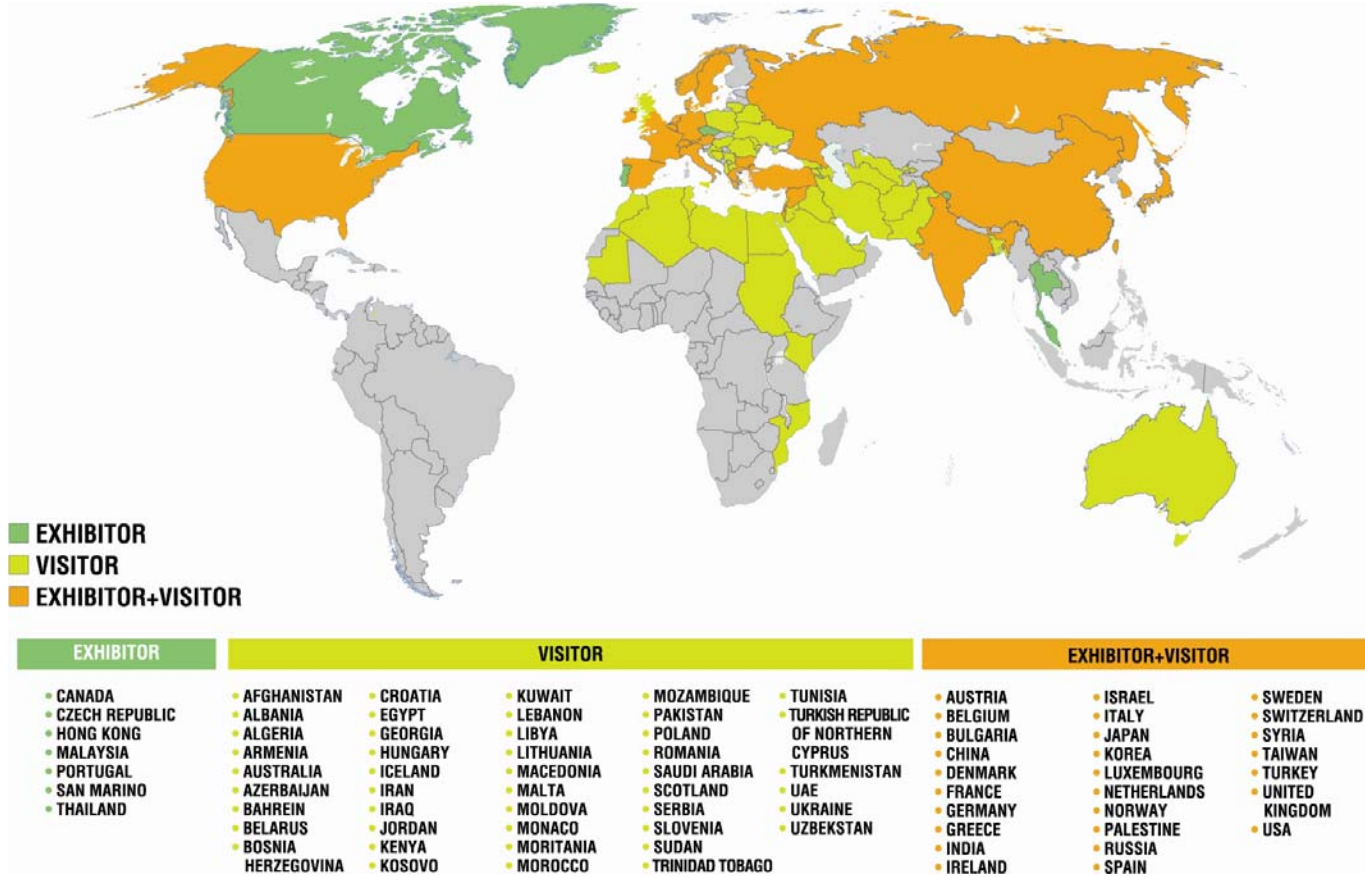 EXHIBITOR
VISITOR
EXHIBITOR+VISITOR
EXHIBITOR
CANADA
CZECH REPUBLIC
HONG KONG
MALAYSIA
PORTUGAL
SAN MARINO
THAILAND
VISITOR
AFGHANISTAN
ALBANIA
ALGERIA
ARMENIA
AUSTRALIA
AZERBAIJAN
BAHREIN
BELARUS
BOSNIA
HERZEGOVINA
CROATIA
EGYPT
GEORGIA
HUNGARY
ICELAND
IRAN
IRAQ
JORDAN
KENYA
KOSOVO
KUWAIT
LEBANON
LIBYA
LITHUANIA
MACEDONIA
MALTA
MOLDOVA
MONACO
MORITANIA
MOROCCO
MOZAMBIQUE
PAKISTAN
POLAND
ROMANIA
SAUDI ARABIA
SCOTLAND
SERBIA
SLOVENIA
SUDAN
TRINIDAD TOBAGO
TUNISIA
TURKISH REPUBLIC
OF NORTHERN
CYPRUS
TURKMENISTAN
UAE
UKRAINE
UZBEKSTAN
EXHIBITOR+VISITOR
AUSTRIA
BELGIUM
BULGARIA
CHINA
DENMARK
FRANCE
GERMANY
GREECE
INDIA
IRELAND
ISRAEL
ITALY
JAPAN
KOREA
LUXEMBOURG
NETHERLANDS
NORWAY
PALESTINE
RUSSIA
SPAIN
SWEDEN
SWITZERLAND
SYRIA
TAIWAN
TURKEY
UNITED
KINGDOM
USA